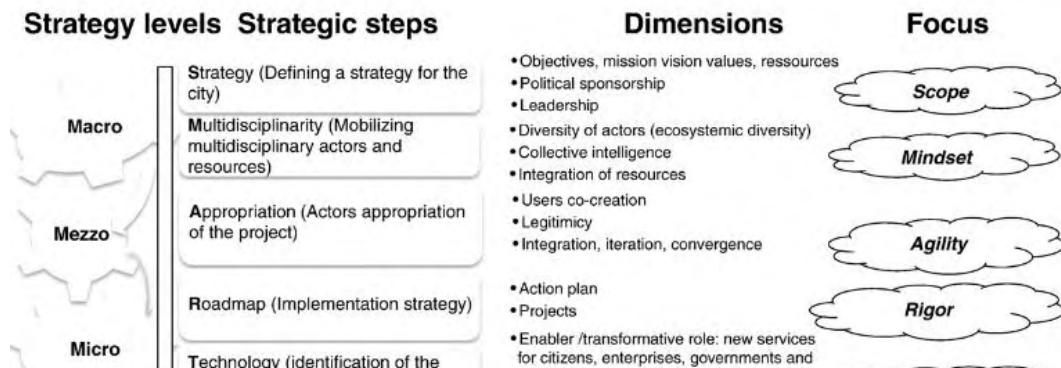 Strategy levels Strategic steps Dimensions Focus
Macro
Mezzo
Micro
Strategy (Defining a strategy for the
city)
Multidisciplinarity (Mobilizing
multidisciplinary actors and
resources)
Appropriation (Actors appropriation
of the project)
Roadmap (Implementation strategy)
Technology (identification of the
•Objectives, mission vision values, ressources
•Political sponsorship
•Leadership
•Diversity of actors (ecosystemic diversity)
•Collective intelligence
•Integration of resources
•Users co-creation
•Legitimicy
•Integration, iteration, convergence
•Action plan
•Projects
•Enabler /transformative role: new services
for citizens, enterprises, governments and
Scope
Mindset
Agility
Rigor